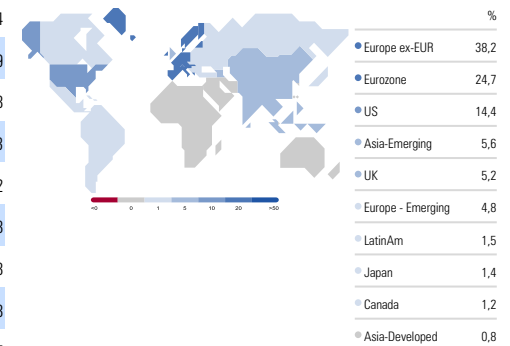 %
Europe ex-EUR 38,2
Eurozone 24,7
US 14,4
Asia-Emerging 5,6
UK 5,2
Europe - Emerging 4,8
LatinAm 1,5
Japan 1,4
Canada 1,2
Asia-Developed 0,8
<0 0 1 5 10 20 >50